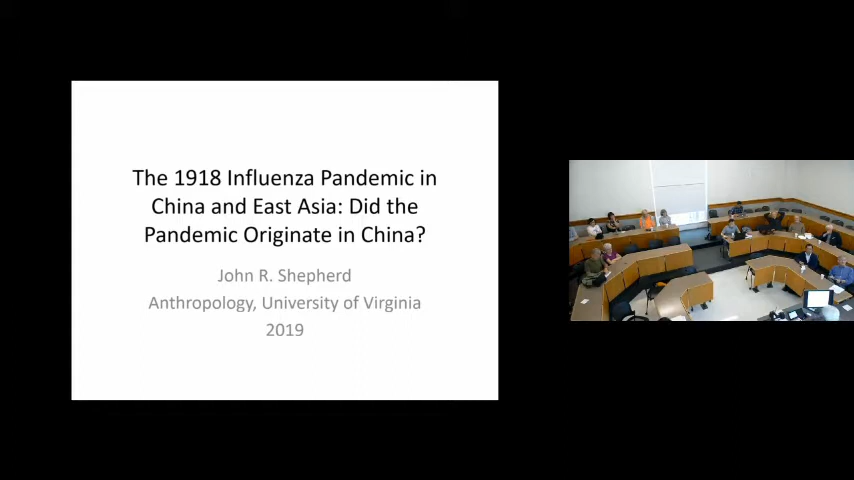 The 1918 Influenza Pandemic in
China and East Asia: Did the
Pandemic Originate in China?
John R. Shepherd
Anthropology, University of Virginia
2019